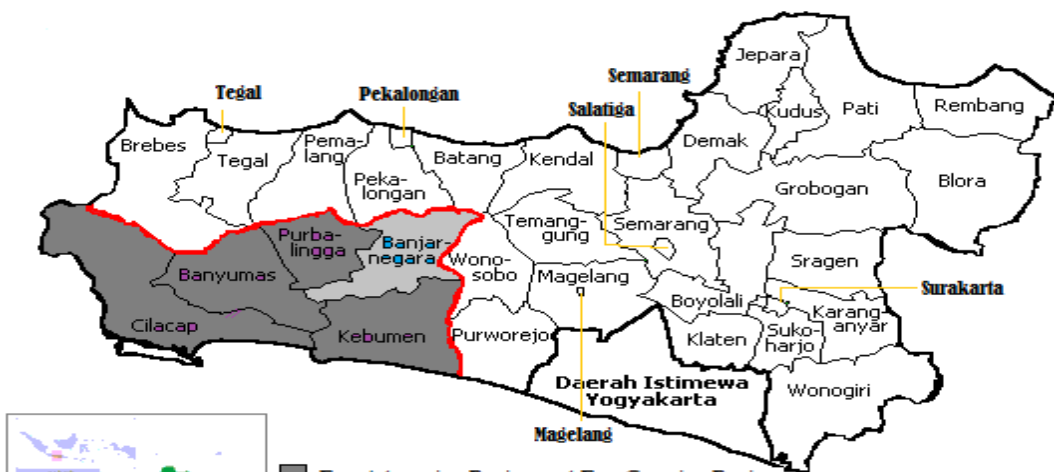 Jepara
Semarang
Tegal
Pekalongan
Salatiga
Kudus
Pati
Rembang
Brebes
Tegal
Pema-
lang
Peka-
longan
Batang
Kendal
Demak
Grobogan
Blora
Purba-
lingga
Banjar-
negara
Wono-
sobo
Temang-
gung
Semarang
Sragen
Banyumas
Magelang
Boyolali
Surakarta
Cilacap
Kebumen
Purworejo
Klaten
Suko-
harjo
Karang-
anyar
Daerah Istimewa
Yogyakarta
Wonogiri
Magelang